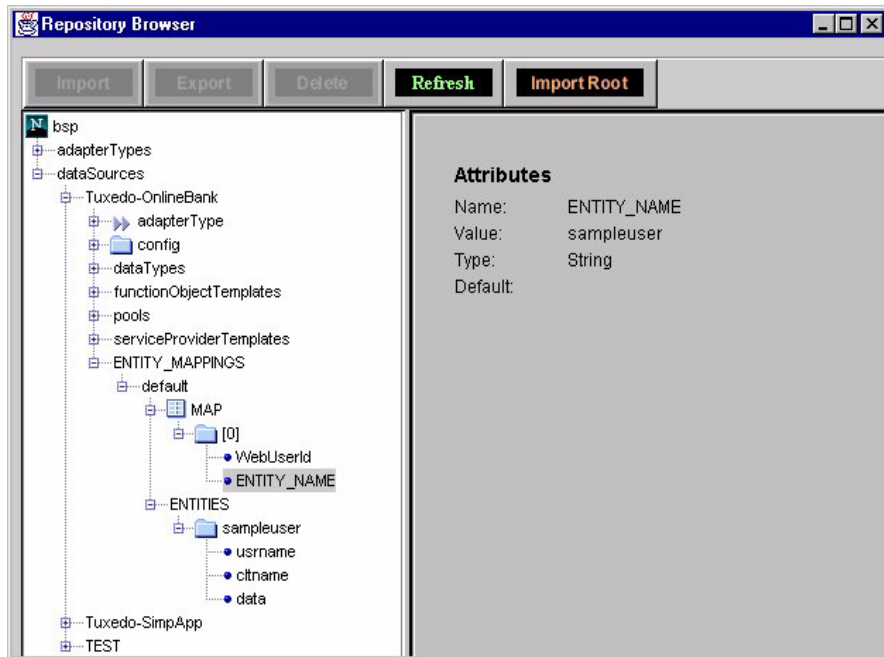 Repository Browser
Import Export Delete Refresh Import Root
N bsp
adapterTypes
dataSources
Tuxedo-OnlineBank
adapterType
config
dataTypes
functionObjectTemplates
pools
serviceProviderTemplates
ENTITY_MAPPINGS
default
MAP
[0]
WebUserId
ENTITY_NAME
ENTITIES
sampleuser
usrname
cltname
data
Tuxedo-SimpApp
TEST
Attributes
Name: ENTITY_NAME
Value: sampleuser
Type: String
Default: